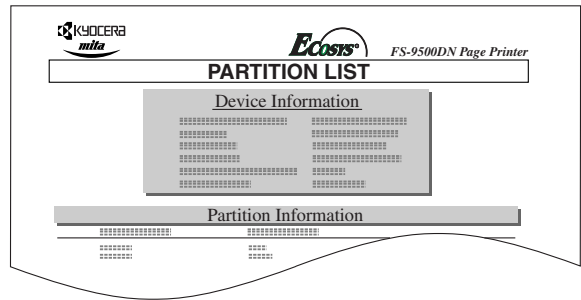 KYOCERA
mita
Ecosys
FS-9500DN Page Printer
PARTITION LIST
Device Information
Partition Information